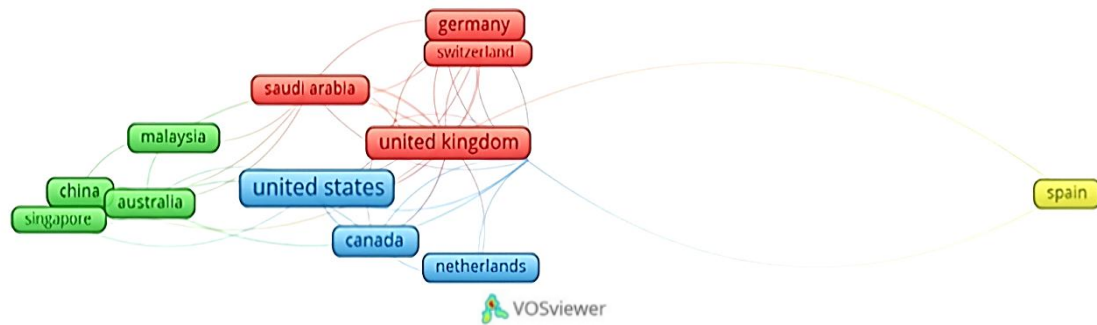 germany
switzerland
saudi arabia
malaysia
united kingdom
united states
china
australia
singapore
spain
canada
netherlands
VOSviewer